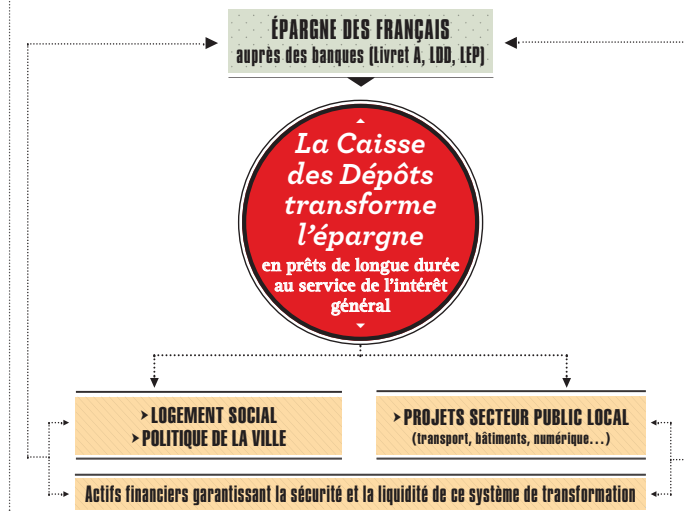 ÉPARGNE DES FRANÇAIS
auprès des banques (Livret A, LDD, LEP)
La Caisse
des Dépôts
transforme
l'épargne
en prêts de longue durée
au service de l'intérêt
général
➤ LOGEMENT SOCIAL
➤ POLITIQUE DE LA VILLE
➤ PROJETS SECTEUR PUBLIC LOCAL
(transport, bâtiments, numérique...)
Actifs financiers garantissant la sécurité et la liquidité de ce système de transformation